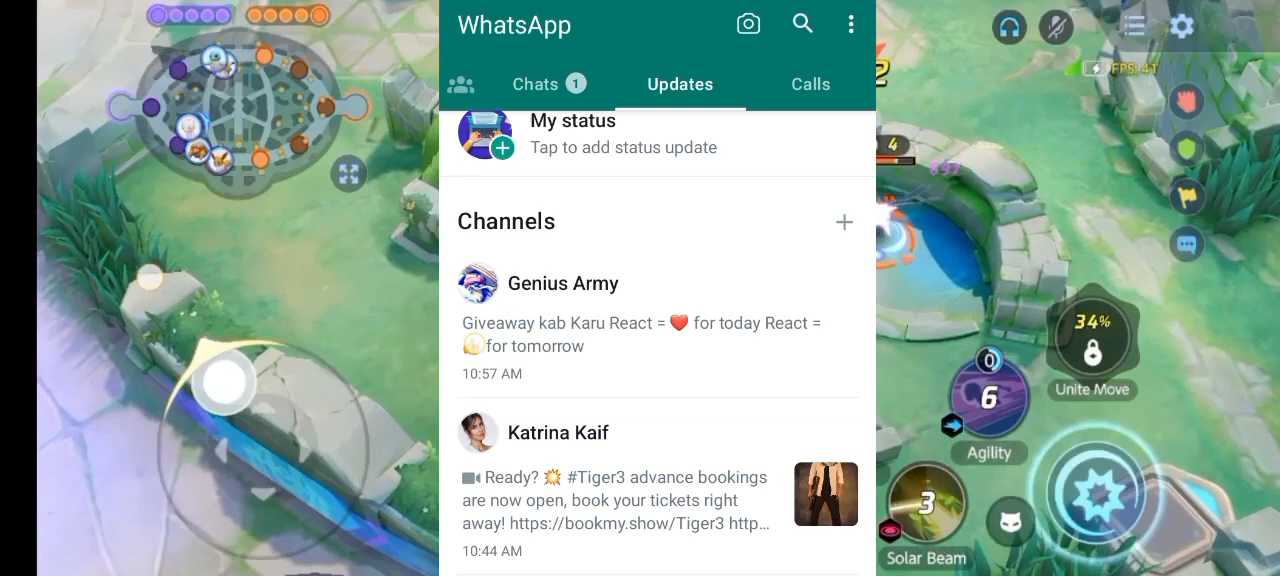 WhatsApp
Chats 1
Updates
Calls
My status
Tap to add status update
Channels
Genius Army
Giveaway kab Karu React = ❤️ for today React =
👍for tomorrow
10:57 AM
Katrina Kaif
Ready? 💥 #Tiger3 advance bookings
are now open, book your tickets right
away! https://bookmy.show/Tiger3 http...
10:44 AM
2
FPS: 41
4
34%
Unite Move
0
6
Agility
3
Solar Beam